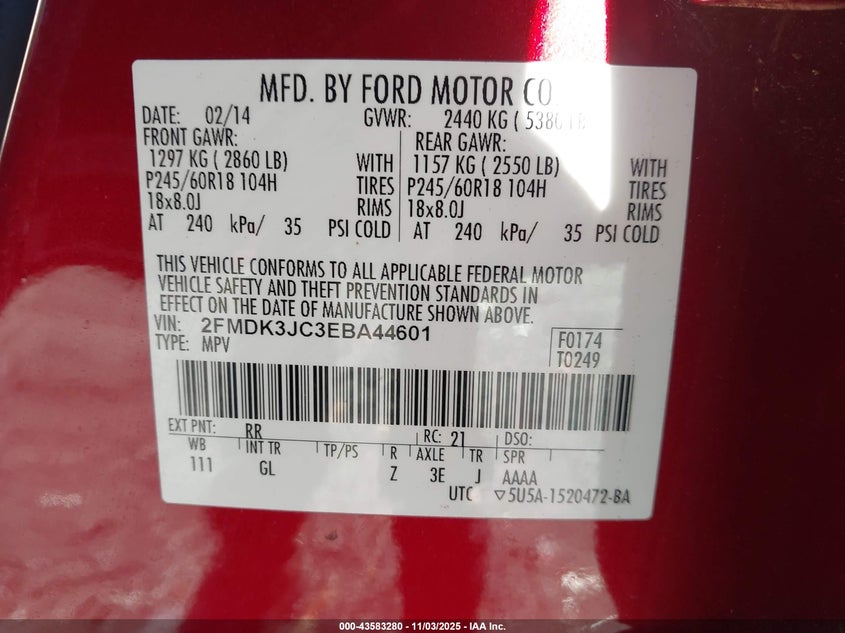 MFD. BY FORD MOTOR CO.
DATE: 02/14 GVWR: 2440 KG ( 5380 LB
FRONT GAWR: REAR GAWR:
1297 KG ( 2860 LB) WITH 1157 KG ( 2550 LB) WITH
P245/60R18 104H TIRES P245/60R18 104H TIRES
18x8.0J RIMS 18x8.0J RIMS
AT 240 kPa/ 35 PSI COLD AT 240 kPa/ 35 PSI COLD
THIS VEHICLE CONFORMS TO ALL APPLICABLE FEDERAL MOTOR
VEHICLE SAFETY AND THEFT PREVENTION STANDARDS IN
EFFECT ON THE DATE OF MANUFACTURE SHOWN ABOVE.
VIN: 2FMDK3JC3EBA44601
TYPE: MPV
F0174
T0249
EXT PNT: RR RC: 21 DSO:
WB INT TR TP/PS R AXLE TR SPR
111 GL Z 3E J AAAA
UTC ▽5U5A-1520472-BA
000-43583280 - 11/03/2025 - IAA Inc.